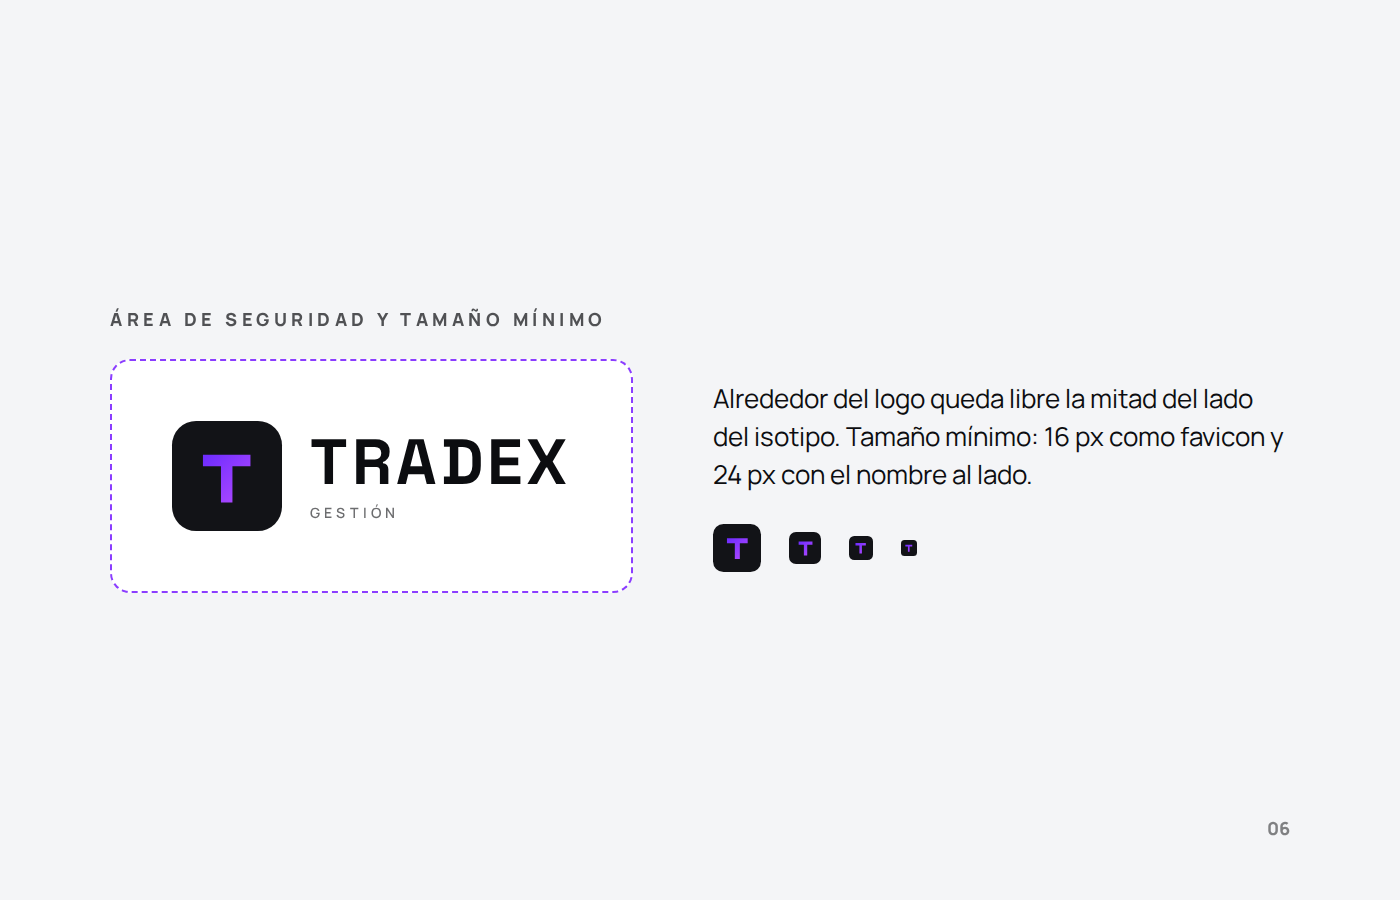 ÁREA DE SEGURIDAD Y TAMAÑO MÍNIMO
T
TRADEX
GESTIÓN
Alrededor del logo queda libre la mitad del lado
del isotipo. Tamaño mínimo: 16 px como favicon y
24 px con el nombre al lado.
T T T T
06